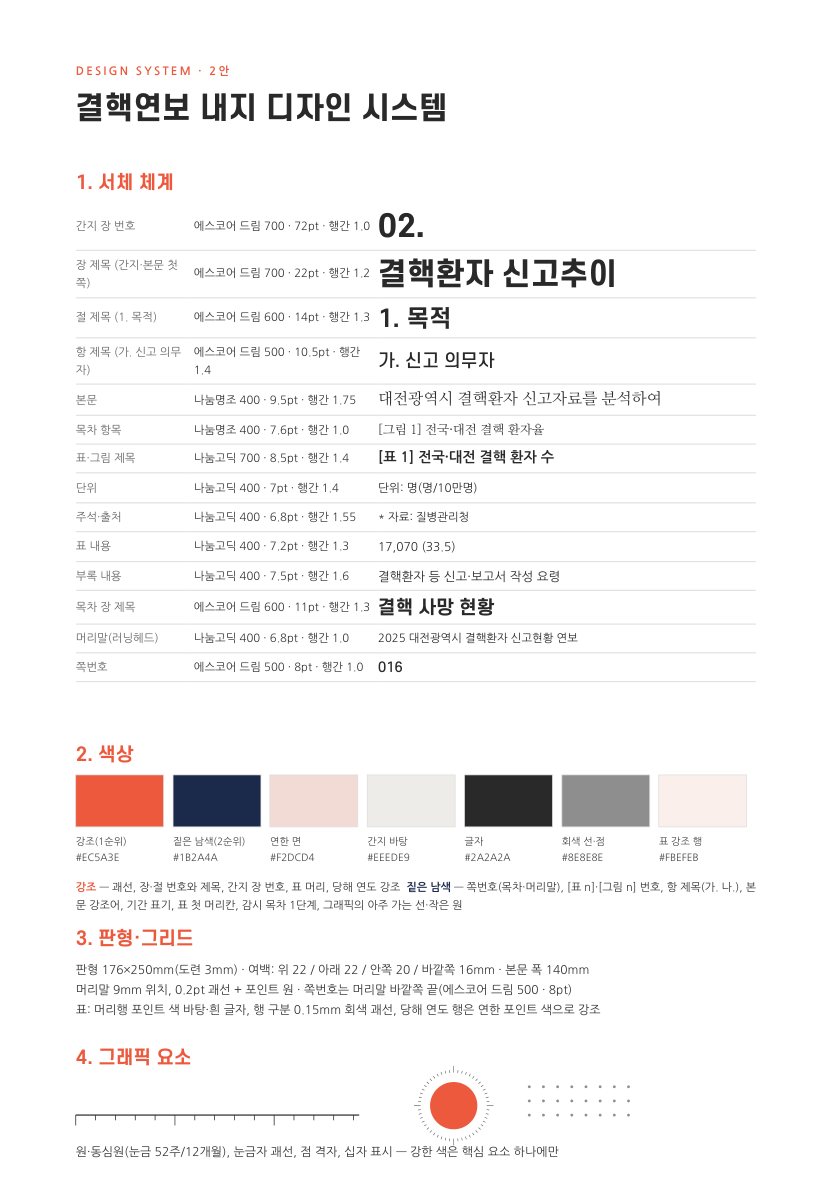 DESIGN SYSTEM · 2안
결핵연보 내지 디자인 시스템
1. 서체 체계
간지 장 번호 에스코어 드림 700 · 72pt · 행간 1.0 02.
장 제목 (간지·본문 첫
쪽) 에스코어 드림 700 · 22pt · 행간 1.2 결핵환자 신고추이
절 제목 (1. 목적) 에스코어 드림 600 · 14pt · 행간 1.3 1. 목적
항 제목 (가. 신고 의무
자) 에스코어 드림 500 · 10.5pt · 행간
1.4 가. 신고 의무자
본문 나눔명조 400 · 9.5pt · 행간 1.75 대전광역시 결핵환자 신고자료를 분석하여
목차 항목 나눔명조 400 · 7.6pt · 행간 1.0 [그림 1] 전국·대전 결핵 환자율
표·그림 제목 나눔고딕 700 · 8.5pt · 행간 1.4 [표 1] 전국·대전 결핵 환자 수
단위 나눔고딕 400 · 7pt · 행간 1.4 단위: 명(명/10만명)
주석·출처 나눔고딕 400 · 6.8pt · 행간 1.55 * 자료: 질병관리청
표 내용 나눔고딕 400 · 7.2pt · 행간 1.3 17,070 (33.5)
부록 내용 나눔고딕 400 · 7.5pt · 행간 1.6 결핵환자 등 신고·보고서 작성 요령
목차 장 제목 에스코어 드림 600 · 11pt · 행간 1.3 결핵 사망 현황
머리말(러닝헤드) 나눔고딕 400 · 6.8pt · 행간 1.0 2025 대전광역시 결핵환자 신고현황 연보
쪽번호 에스코어 드림 500 · 8pt · 행간 1.0 016
2. 색상
강조(1순위) 짙은 남색(2순위) 연한 면 간지 바탕 글자 회색 선·점 표 강조 행
#EC5A3E #1B2A4A #F2DCD4 #EEEDE9 #2A2A2A #8E8E8E #FBEFEB
강조 — 괘선, 장·절 번호와 제목, 간지 장 번호, 표 머리, 당해 연도 강조 짙은 남색 — 쪽번호(목차·머리말), [표 n]·[그림 n] 번호, 항 제목(가. 나.), 본
문 강조어, 기간 표기, 표 첫 머리칸, 감시 목차 1단계, 그래픽의 아주 가는 선·작은 원
3. 판형·그리드
판형 176×250mm(도련 3mm) · 여백: 위 22 / 아래 22 / 안쪽 20 / 바깥쪽 16mm · 본문 폭 140mm
머리말 9mm 위치, 0.2pt 괘선 + 포인트 원 · 쪽번호는 머리말 바깥쪽 끝(에스코어 드림 500 · 8pt)
표: 머리행 포인트 색 바탕·흰 글자, 행 구분 0.15mm 회색 괘선, 당해 연도 행은 연한 포인트 색으로 강조
4. 그래픽 요소
원·동심원(눈금 52주/12개월), 눈금자 괘선, 점 격자, 십자 표시 — 강한 색은 핵심 요소 하나에만